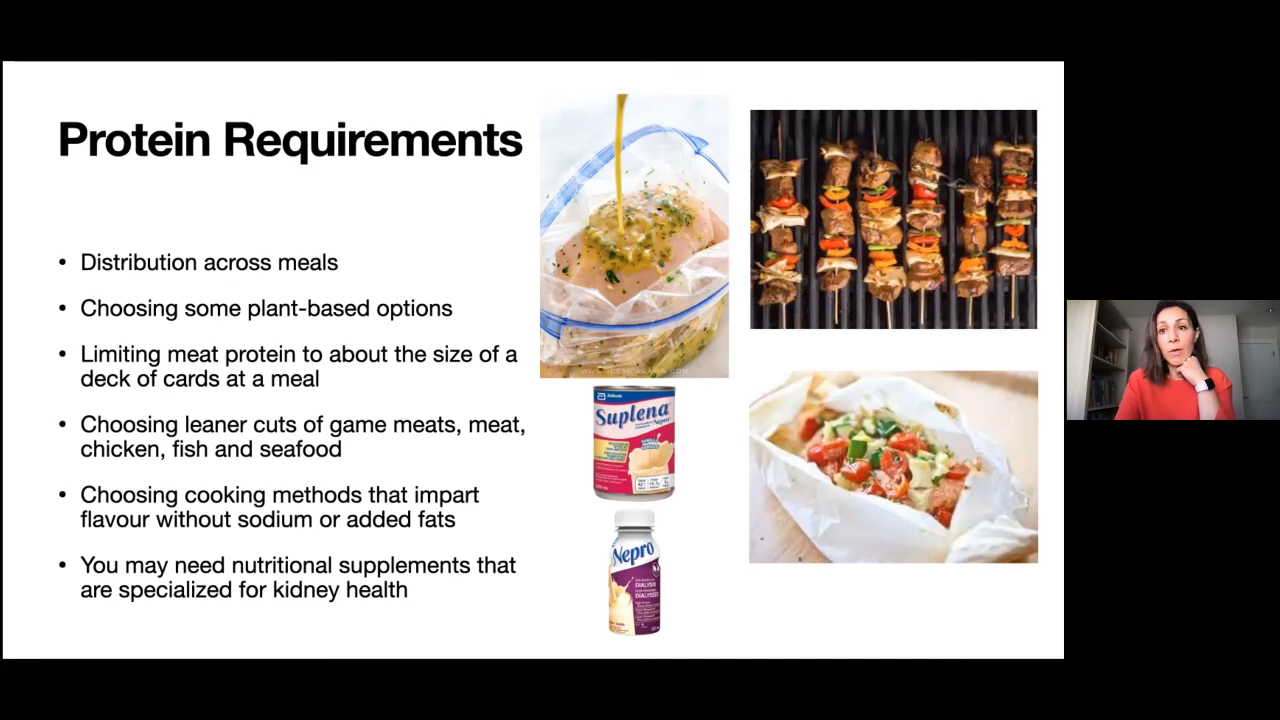 Protein Requirements
• Distribution across meals
• Choosing some plant-based options
• Limiting meat protein to about the size of a
deck of cards at a meal
• Choosing leaner cuts of game meats, meat,
chicken, fish and seafood
• Choosing cooking methods that impart
flavour without sodium or added fats
• You may need nutritional supplements that
are specialized for kidney health
Abbott
Suplena
Nepro
Nepro
DIALYSIS